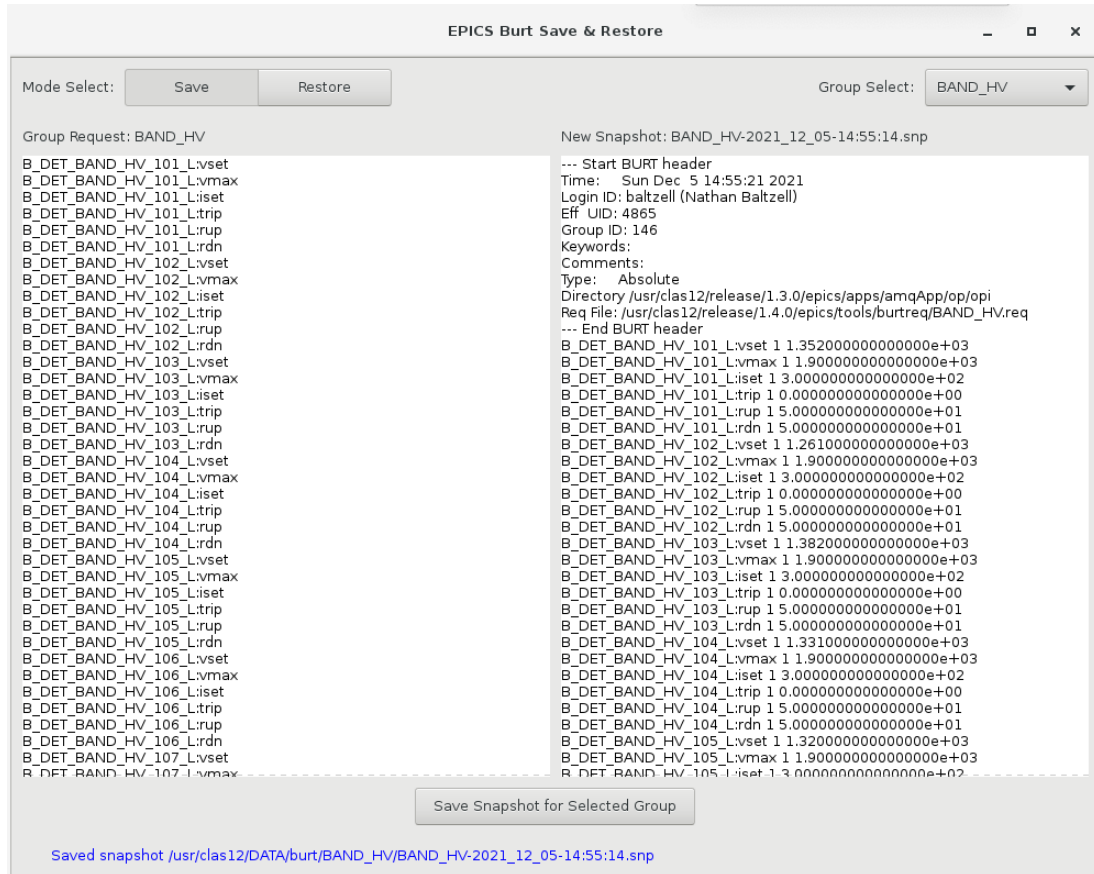 EPICS Burt Save & Restore
Mode Select: Save Restore Group Select: BAND_HV
Group Request: BAND_HV
B_DET_BAND_HV_101_L:vset
B_DET_BAND_HV_101_L:vmax
B_DET_BAND_HV_101_L:iset
B_DET_BAND_HV_101_L:trip
B_DET_BAND_HV_101_L:rup
B_DET_BAND_HV_101_L:rdn
B_DET_BAND_HV_102_L:vset
B_DET_BAND_HV_102_L:vmax
B_DET_BAND_HV_102_L:iset
B_DET_BAND_HV_102_L:trip
B_DET_BAND_HV_102_L:rup
B_DET_BAND_HV_102_L:rdn
B_DET_BAND_HV_103_L:vset
B_DET_BAND_HV_103_L:vmax
B_DET_BAND_HV_103_L:iset
B_DET_BAND_HV_103_L:trip
B_DET_BAND_HV_103_L:rup
B_DET_BAND_HV_103_L:rdn
B_DET_BAND_HV_104_L:vset
B_DET_BAND_HV_104_L:vmax
B_DET_BAND_HV_104_L:iset
B_DET_BAND_HV_104_L:trip
B_DET_BAND_HV_104_L:rup
B_DET_BAND_HV_104_L:rdn
B_DET_BAND_HV_105_L:vset
B_DET_BAND_HV_105_L:vmax
B_DET_BAND_HV_105_L:iset
B_DET_BAND_HV_105_L:trip
B_DET_BAND_HV_105_L:rup
B_DET_BAND_HV_105_L:rdn
B_DET_BAND_HV_106_L:vset
B_DET_BAND_HV_106_L:vmax
B_DET_BAND_HV_106_L:iset
B_DET_BAND_HV_106_L:trip
B_DET_BAND_HV_106_L:rup
B_DET_BAND_HV_106_L:rdn
B_DET_BAND_HV_107_L:vset
B_DET_BAND_HV_107_L:vmax
New Snapshot: BAND_HV-2021_12_05-14:55:14.snp
--- Start BURT header
Time: Sun Dec 5 14:55:21 2021
Login ID: baltzell (Nathan Baltzell)
Eff UID: 4865
Group ID: 146
Keywords:
Comments:
Type: Absolute
Directory /usr/clas12/release/1.3.0/epics/apps/amqApp/op/opi
Req File: /usr/clas12/release/1.4.0/epics/tools/burtreq/BAND_HV.req
--- End BURT header
B_DET_BAND_HV_101_L:vset 1 1.352000000000000e+03
B_DET_BAND_HV_101_L:vmax 1 1.900000000000000e+03
B_DET_BAND_HV_101_L:iset 1 3.000000000000000e+02
B_DET_BAND_HV_101_L:trip 1 0.000000000000000e+00
B_DET_BAND_HV_101_L:rup 1 5.000000000000000e+01
B_DET_BAND_HV_101_L:rdn 1 5.000000000000000e+01
B_DET_BAND_HV_102_L:vset 1 1.261000000000000e+03
B_DET_BAND_HV_102_L:vmax 1 1.900000000000000e+03
B_DET_BAND_HV_102_L:iset 1 3.000000000000000e+02
B_DET_BAND_HV_102_L:trip 1 0.000000000000000e+00
B_DET_BAND_HV_102_L:rup 1 5.000000000000000e+01
B_DET_BAND_HV_102_L:rdn 1 5.000000000000000e+01
B_DET_BAND_HV_103_L:vset 1 1.382000000000000e+03
B_DET_BAND_HV_103_L:vmax 1 1.900000000000000e+03
B_DET_BAND_HV_103_L:iset 1 3.000000000000000e+02
B_DET_BAND_HV_103_L:trip 1 0.000000000000000e+00
B_DET_BAND_HV_103_L:rup 1 5.000000000000000e+01
B_DET_BAND_HV_103_L:rdn 1 5.000000000000000e+01
B_DET_BAND_HV_104_L:vset 1 1.331000000000000e+03
B_DET_BAND_HV_104_L:vmax 1 1.900000000000000e+03
B_DET_BAND_HV_104_L:iset 1 3.000000000000000e+02
B_DET_BAND_HV_104_L:trip 1 0.000000000000000e+00
B_DET_BAND_HV_104_L:rup 1 5.000000000000000e+01
B_DET_BAND_HV_104_L:rdn 1 5.000000000000000e+01
B_DET_BAND_HV_105_L:vset 1 1.320000000000000e+03
B_DET_BAND_HV_105_L:vmax 1 1.900000000000000e+03
B_DET_BAND_HV_105_L:iset 1 3.000000000000000e+02
Save Snapshot for Selected Group
Saved snapshot /usr/clas12/DATA/burt/BAND_HV/BAND_HV-2021_12_05-14:55:14.snp